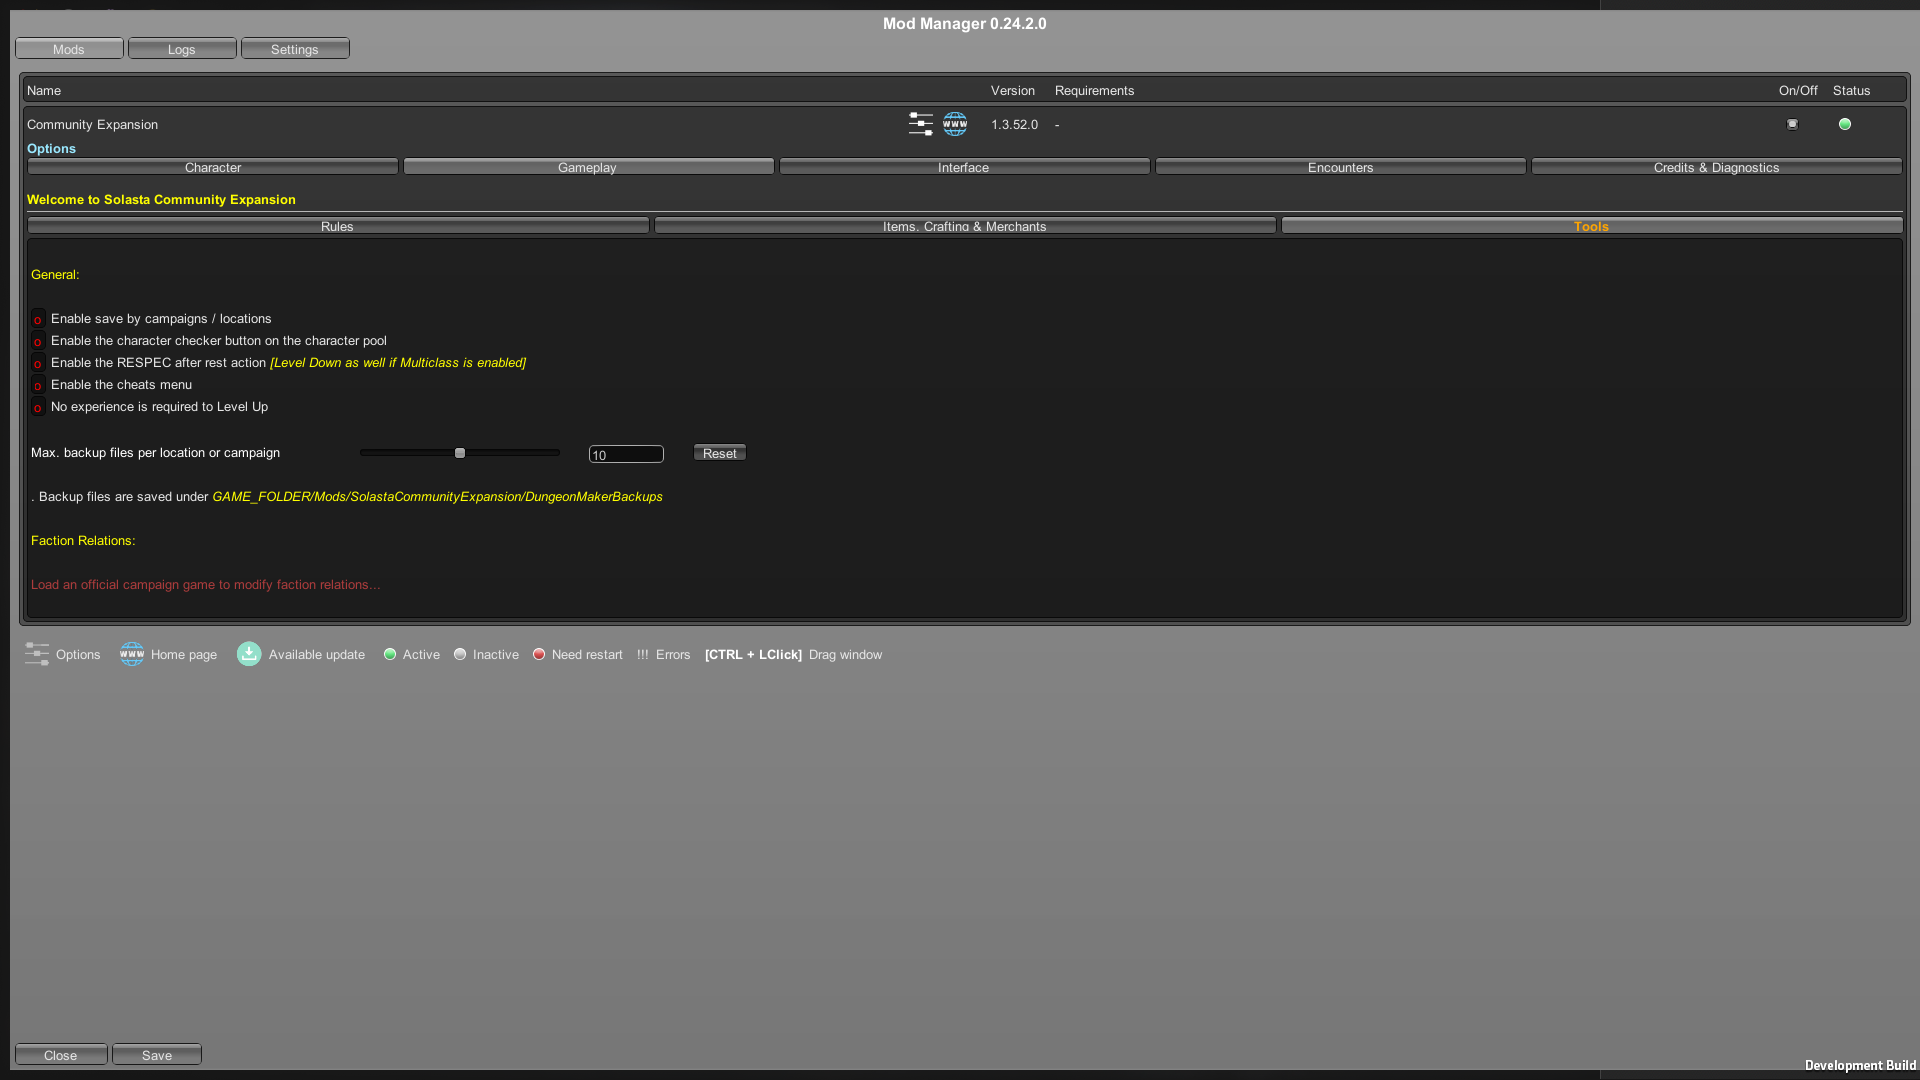 Mod Manager 0.24.2.0
Mods Logs Settings
Name Version Requirements On/Off Status
Community Expansion WWW 1.3.52.0 -
Options
Character Gameplay Interface Encounters Credits & Diagnostics
Welcome to Solasta Community Expansion
Rules Items, Crafting & Merchants Tools
General:
o Enable save by campaigns / locations
o Enable the character checker button on the character pool
o Enable the RESPEC after rest action [Level Down as well if Multiclass is enabled]
o Enable the cheats menu
o No experience is required to Level Up
Max. backup files per location or campaign 10 Reset
. Backup files are saved under GAME_FOLDER/Mods/SolastaCommunityExpansion/DungeonMakerBackups
Faction Relations:
Load an official campaign game to modify faction relations...
Options WWW Home page Available update Active Inactive Need restart !!! Errors [CTRL + LClick] Drag window
Close Save
Development Build